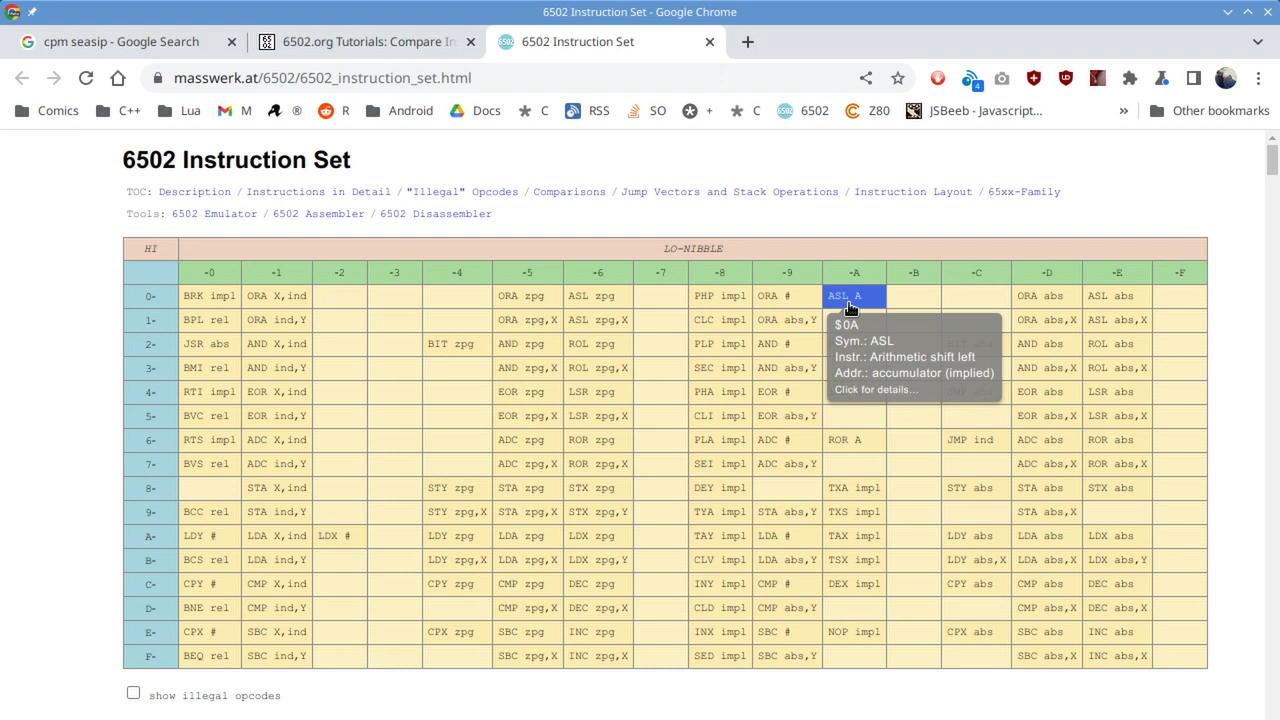 6502 Instruction Set - Google Chrome
cpm seasip - Google Search
6502.org Tutorials: Compare In
6502 Instruction Set
masswerk.at/6502/6502_instruction_set.html
4
Comics C++ Lua M ® R Android Docs C RSS SO + C 6502 Z80 JSBeeb - Javascript... » Other bookmarks
6502 Instruction Set
TOC: Description / Instructions in Detail / "Illegal" Opcodes / Comparisons / Jump Vectors and Stack Operations / Instruction Layout / 65xx-Family
Tools: 6502 Emulator / 6502 Assembler / 6502 Disassembler
HI LO-NIBBLE
-0 -1 -2 -3 -4 -5 -6 -7 -8 -9 -A -B -C -D -E -F
0- BRK impl ORA X,ind ORA zpg ASL zpg PHP impl ORA # ASL A ORA abs ASL abs
1- BPL rel ORA ind,Y ORA zpg,X ASL zpg,X CLC impl ORA abs,Y ORA abs,X ASL abs,X
2- JSR abs AND X,ind BIT zpg AND zpg ROL zpg PLP impl AND # AND abs ROL abs
3- BMI rel AND ind,Y AND zpg,X ROL zpg,X SEC impl AND abs,Y AND abs,X ROL abs,X
4- RTI impl EOR X,ind EOR zpg LSR zpg PHA impl EOR # EOR abs LSR abs
5- BVC rel EOR ind,Y EOR zpg,X LSR zpg,X CLI impl EOR abs,Y EOR abs,X LSR abs,X
6- RTS impl ADC X,ind ADC zpg ROR zpg PLA impl ADC # ROR A JMP ind ADC abs ROR abs
7- BVS rel ADC ind,Y ADC zpg,X ROR zpg,X SEI impl ADC abs,Y ADC abs,X ROR abs,X
8- STA X,ind STY zpg STA zpg STX zpg DEY impl TXA impl STY abs STA abs STX abs
9- BCC rel STA ind,Y STY zpg,X STA zpg,X STX zpg,Y TYA impl STA abs,Y TXS impl STA abs,X
A- LDY # LDA X,ind LDX # LDY zpg LDA zpg LDX zpg TAY impl LDA # TAX impl LDY abs LDA abs LDX abs
B- BCS rel LDA ind,Y LDY zpg,X LDA zpg,X LDX zpg,Y CLV impl LDA abs,Y TSX impl LDY abs,X LDA abs,X LDX abs,Y
C- CPY # CMP X,ind CPY zpg CMP zpg DEC zpg INY impl CMP # DEX impl CPY abs CMP abs DEC abs
D- BNE rel CMP ind,Y CMP zpg,X DEC zpg,X CLD impl CMP abs,Y CMP abs,X DEC abs,X
E- CPX # SBC X,ind CPX zpg SBC zpg INC zpg INX impl SBC # NOP impl CPX abs SBC abs INC abs
F- BEQ rel SBC ind,Y SBC zpg,X INC zpg,X SED impl SBC abs,Y SBC abs,X INC abs,X
$0A
Sym.: ASL
Instr.: Arithmetic shift left
Addr.: accumulator (implied)
Click for details...
show illegal opcodes